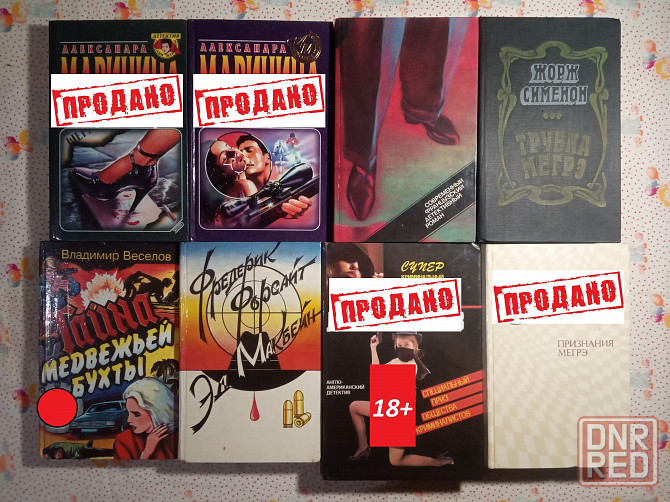 АЛЕКСАНДРА
МАРИНИНА
ДЕТЕКТИВ
ПРОДАНО
АЛЕКСАНДРА
МАРИНИНА
ПРОДАНО
СОВРЕМЕННЫЙ
ФРАНЦУЗСКИЙ
ДЕТЕКТИВНЫЙ
РОМАН
ЖОРЖ
СИМЕНОН
ТРУБКА
МЕГРЭ
Владимир Веселов
Тайна
МЕДВЕЖЬЕЙ
БУХТЫ
Фредерик
Форсайт
Эд Макбейн
СУПЕР
КРИМИНАЛЬНЫЙ
ПРОДАНО
АНГЛО-
АМЕРИКАНСКИЙ
ДЕТЕКТИВ
18+
СПЕЦИАЛЬНЫЙ
ПРИЗ
ОБЩЕСТВА
КРИМИНАЛИСТОВ
ПРОДАНО
ПРИЗНАНИЯ
МЕГРЭ
DNR
RED